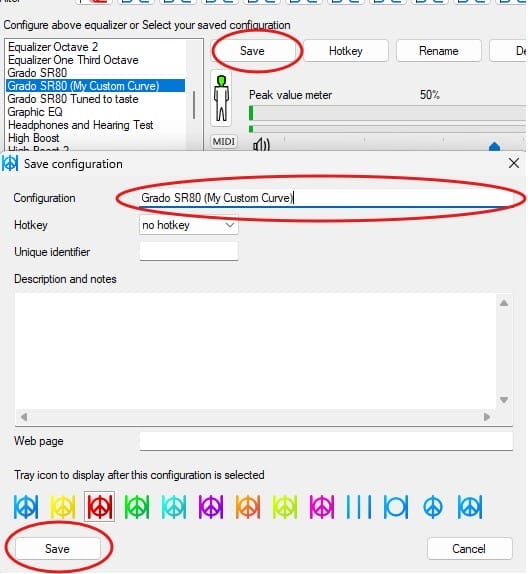 Configure above equalizer or Select your saved configuration
Equalizer Octave 2
Equalizer One Third Octave
Grado SR80
Grado SR80 (My Custom Curve)
Grado SR80 Tuned to taste
Graphic EQ
Headphones and Hearing Test
High Boost
Save
Hotkey
Rename
Peak value meter
50%
MIDI
Save configuration
Configuration
Grado SR80 (My Custom Curve)
Hotkey
no hotkey
Unique identifier
Description and notes
Web page
Tray icon to display after this configuration is selected
Save
Cancel